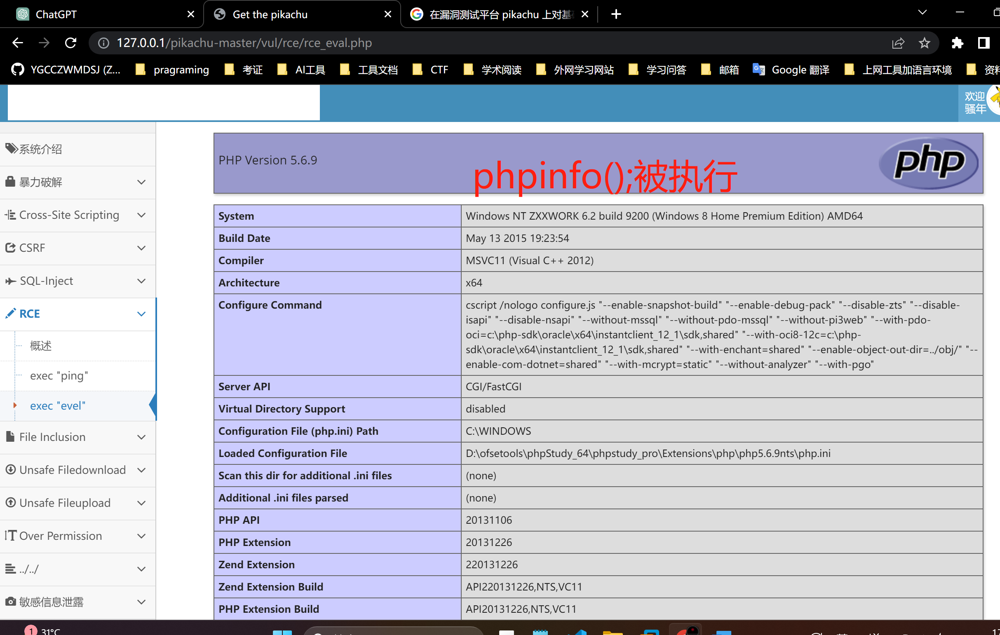 ChatGPT
Get the pikachu
在漏洞测试平台 pikachu 上对基础
127.0.0.1/pikachu-master/vul/rce/rce_eval.php
YGCCZWMDSJ (Z...
pragraming
考证
AI工具
工具文档
CTF
学术阅读
外网学习网站
学习问答
邮箱
Google 翻译
上网工具加语言环境
资料
欢迎
骚年
系统介绍
暴力破解
Cross-Site Scripting
CSRF
SQL-Inject
RCE
概述
exec "ping"
exec "evel"
File Inclusion
Unsafe Filedownload
Unsafe Fileupload
Over Permission
../../
敏感信息泄露
PHP Version 5.6.9
php
phpinfo();被执行
System Windows NT ZXXWORK 6.2 build 9200 (Windows 8 Home Premium Edition) AMD64
Build Date May 13 2015 19:23:54
Compiler MSVC11 (Visual C++ 2012)
Architecture x64
Configure Command cscript /nologo configure.js "--enable-snapshot-build" "--enable-debug-pack" "--disable-zts" "--disable-
isapi" "--disable-nsapi" "--without-mssql" "--without-pdo-mssql" "--without-pi3web" "--with-pdo-
oci=c:\php-sdk\oracle\x64\instantclient_12_1\sdk,shared" "--with-oci8-12c=c:\php-
sdk\oracle\x64\instantclient_12_1\sdk,shared" "--with-enchant=shared" "--enable-object-out-dir=../obj/" "--
enable-com-dotnet=shared" "--with-mcrypt=static" "--without-analyzer" "--with-pgo"
Server API CGI/FastCGI
Virtual Directory Support disabled
Configuration File (php.ini) Path C:\WINDOWS
Loaded Configuration File D:\ofsetools\phpStudy_64\phpstudy_pro\Extensions\php\php5.6.9nts\php.ini
Scan this dir for additional .ini files (none)
Additional .ini files parsed (none)
PHP API 20131106
PHP Extension 20131226
Zend Extension 220131226
Zend Extension Build API220131226,NTS,VC11
PHP Extension Build API20131226,NTS,VC11
1
31°C